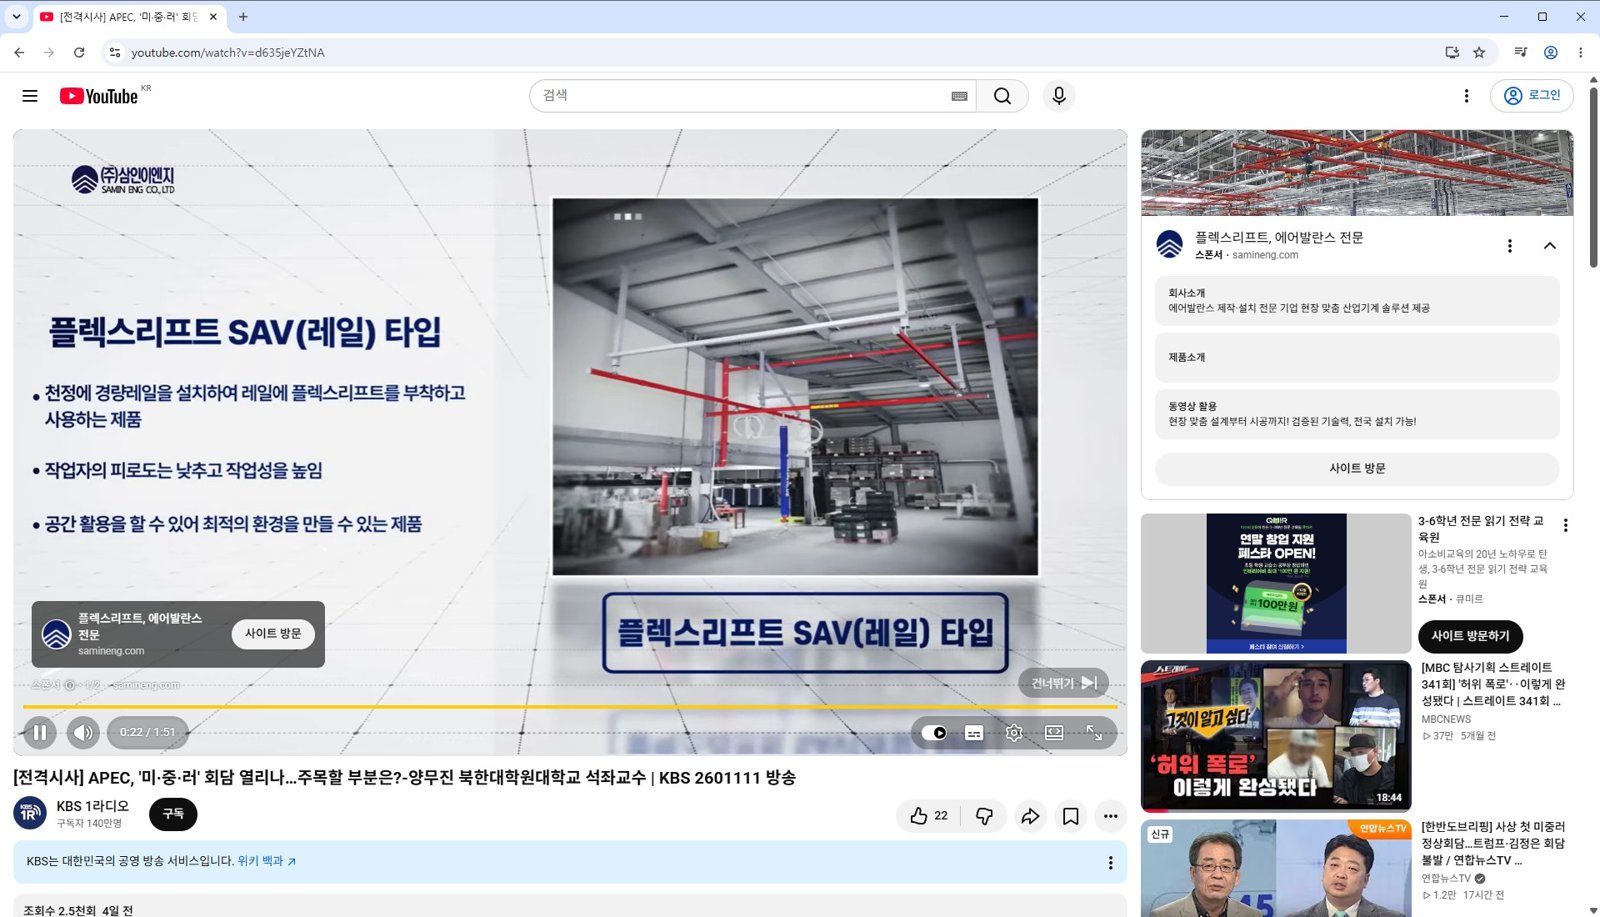 [전격시사] APEC, '미·중·러' 회담
youtube.com/watch?v=d635jeYZtNA
YouTube KR
검색
로그인
(주)삼인이엔지
SAMIN ENG CO.,LTD
플렉스리프트 SAV(레일) 타입
• 천정에 경량레일을 설치하여 레일에 플렉스리프트를 부착하고
사용하는 제품
• 작업자의 피로도는 낮추고 작업성을 높임
• 공간 활용을 할 수 있어 최적의 환경을 만들 수 있는 제품
플렉스리프트 SAV(레일) 타입
플렉스리프트, 에어발란스
전문
samineng.com
사이트 방문
스폰서 · 1/2 · samineng.com
건너뛰기
0:22 / 1:51
[전격시사] APEC, '미·중·러' 회담 열리나…주목할 부분은?-양무진 북한대학원대학교 석좌교수 | KBS 2601111 방송
KBS 1R
KBS 1라디오
구독자 140만명
구독
22
KBS는 대한민국의 공영 방송 서비스입니다. 위키 백과
조회수 2.5천회 4일 전
플렉스리프트, 에어발란스 전문
스폰서 · samineng.com
회사소개
에어발란스 제작·설치 전문 기업 현장 맞춤 산업기계 솔루션 제공
제품소개
동영상 활용
현장 맞춤 설계부터 시공까지! 검증된 기술력, 전국 설치 가능!
사이트 방문
연말 창업 지원
페스타 OPEN!
100만원
3-6학년 전문 읽기 전략 교
육원
아소비교육의 20년 노하우로 탄
생, 3-6학년 전문 읽기 전략 교육
원
스폰서 · 큐미르
사이트 방문하기
스트레이트
그것이 알고 싶다
'허위 폭로'
이렇게 완성됐다
18:44
[MBC 탐사기획 스트레이트
341회] '허위 폭로'‥이렇게 완
성됐다 | 스트레이트 341회 ...
MBCNEWS
37만 5개월 전
신규
연합뉴스TV
[한반도브리핑] 사상 첫 미중러
정상회담…트럼프·김정은 회담
불발 / 연합뉴스TV ...
연합뉴스TV
1.2만 17시간 전